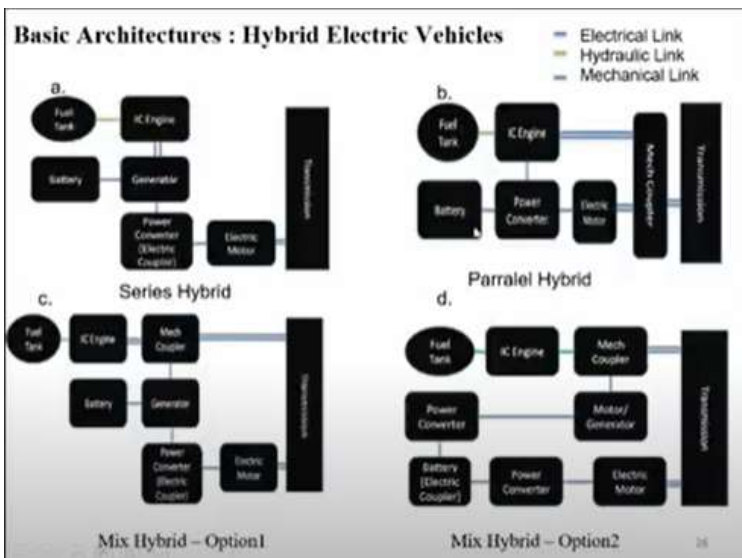 Basic Architectures : Hybrid Electric Vehicles
Electrical Link
Hydraulic Link
Mechanical Link
a.
Fuel
Tank
IC Engine
Battery
Generator
Power
Converter
[Electric
Coupler]
Electric
Motor
Transmission
Series Hybrid
b.
Fuel
Tank
IC Engine
Battery
Power
Converter
Electric
Motor
Mech Coupler
Transmission
Parralel Hybrid
c.
Fuel
Tank
IC Engine
Mech
Coupler
Battery
Generator
Power
Converter
[Electric
Coupler]
Electric
Motor
Transmission
Mix Hybrid – Option1
d.
Fuel
Tank
IC Engine
Mech
Coupler
Power
Converter
Motor/
Generator
Battery
[Electric
Coupler]
Power
Converter
Electric
Motor
Transmission
Mix Hybrid – Option2
16